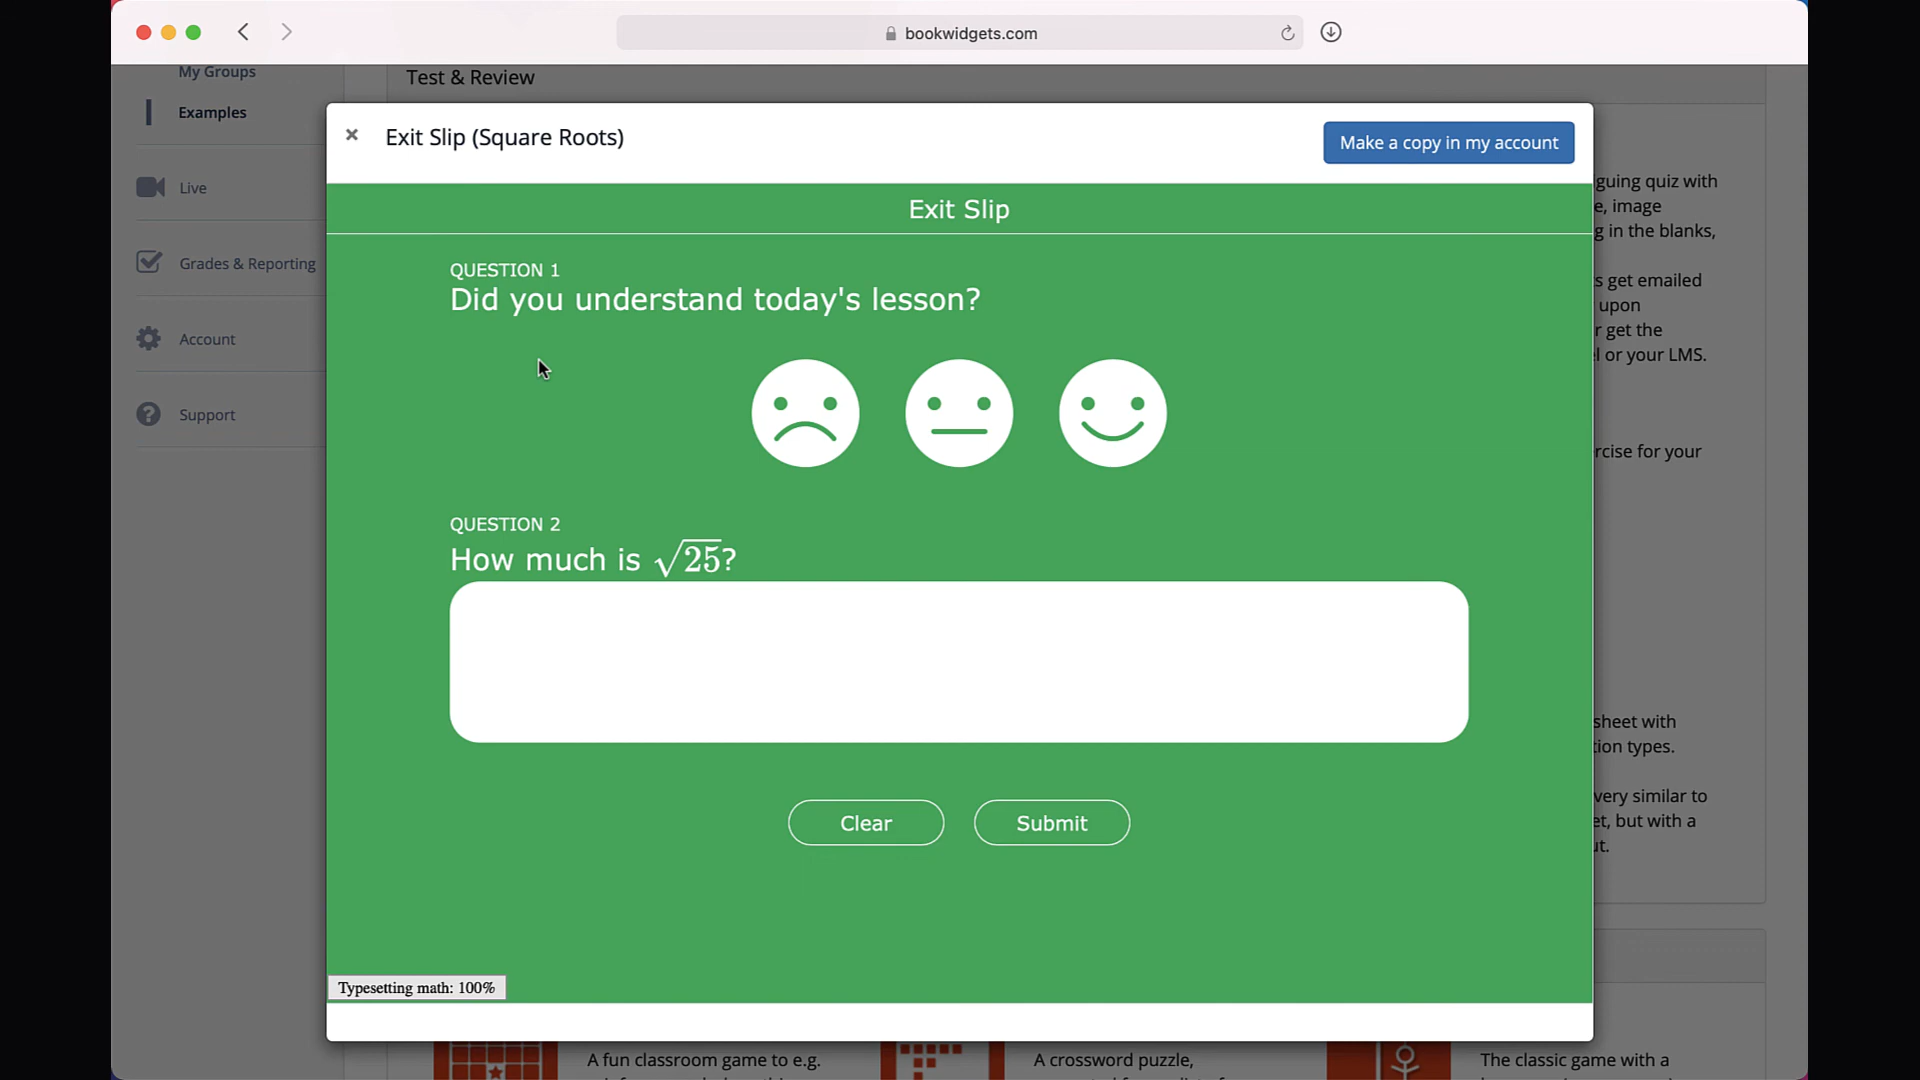 bookwidgets.com
My Groups
Examples
Live
Grades & Reporting
Account
Support
Test & Review
Exit Slip (Square Roots)
Make a copy in my account
Exit Slip
QUESTION 1
Did you understand today's lesson?
QUESTION 2
How much is √25?
Clear
Submit
Typesetting math: 100%
guing quiz with
e, image
g in the blanks,
s get emailed
upon
r get the
l or your LMS.
rcise for your
sheet with
tion types.
very similar to
et, but with a
ut.
A fun classroom game to e.g.
A crossword puzzle,
The classic game with a